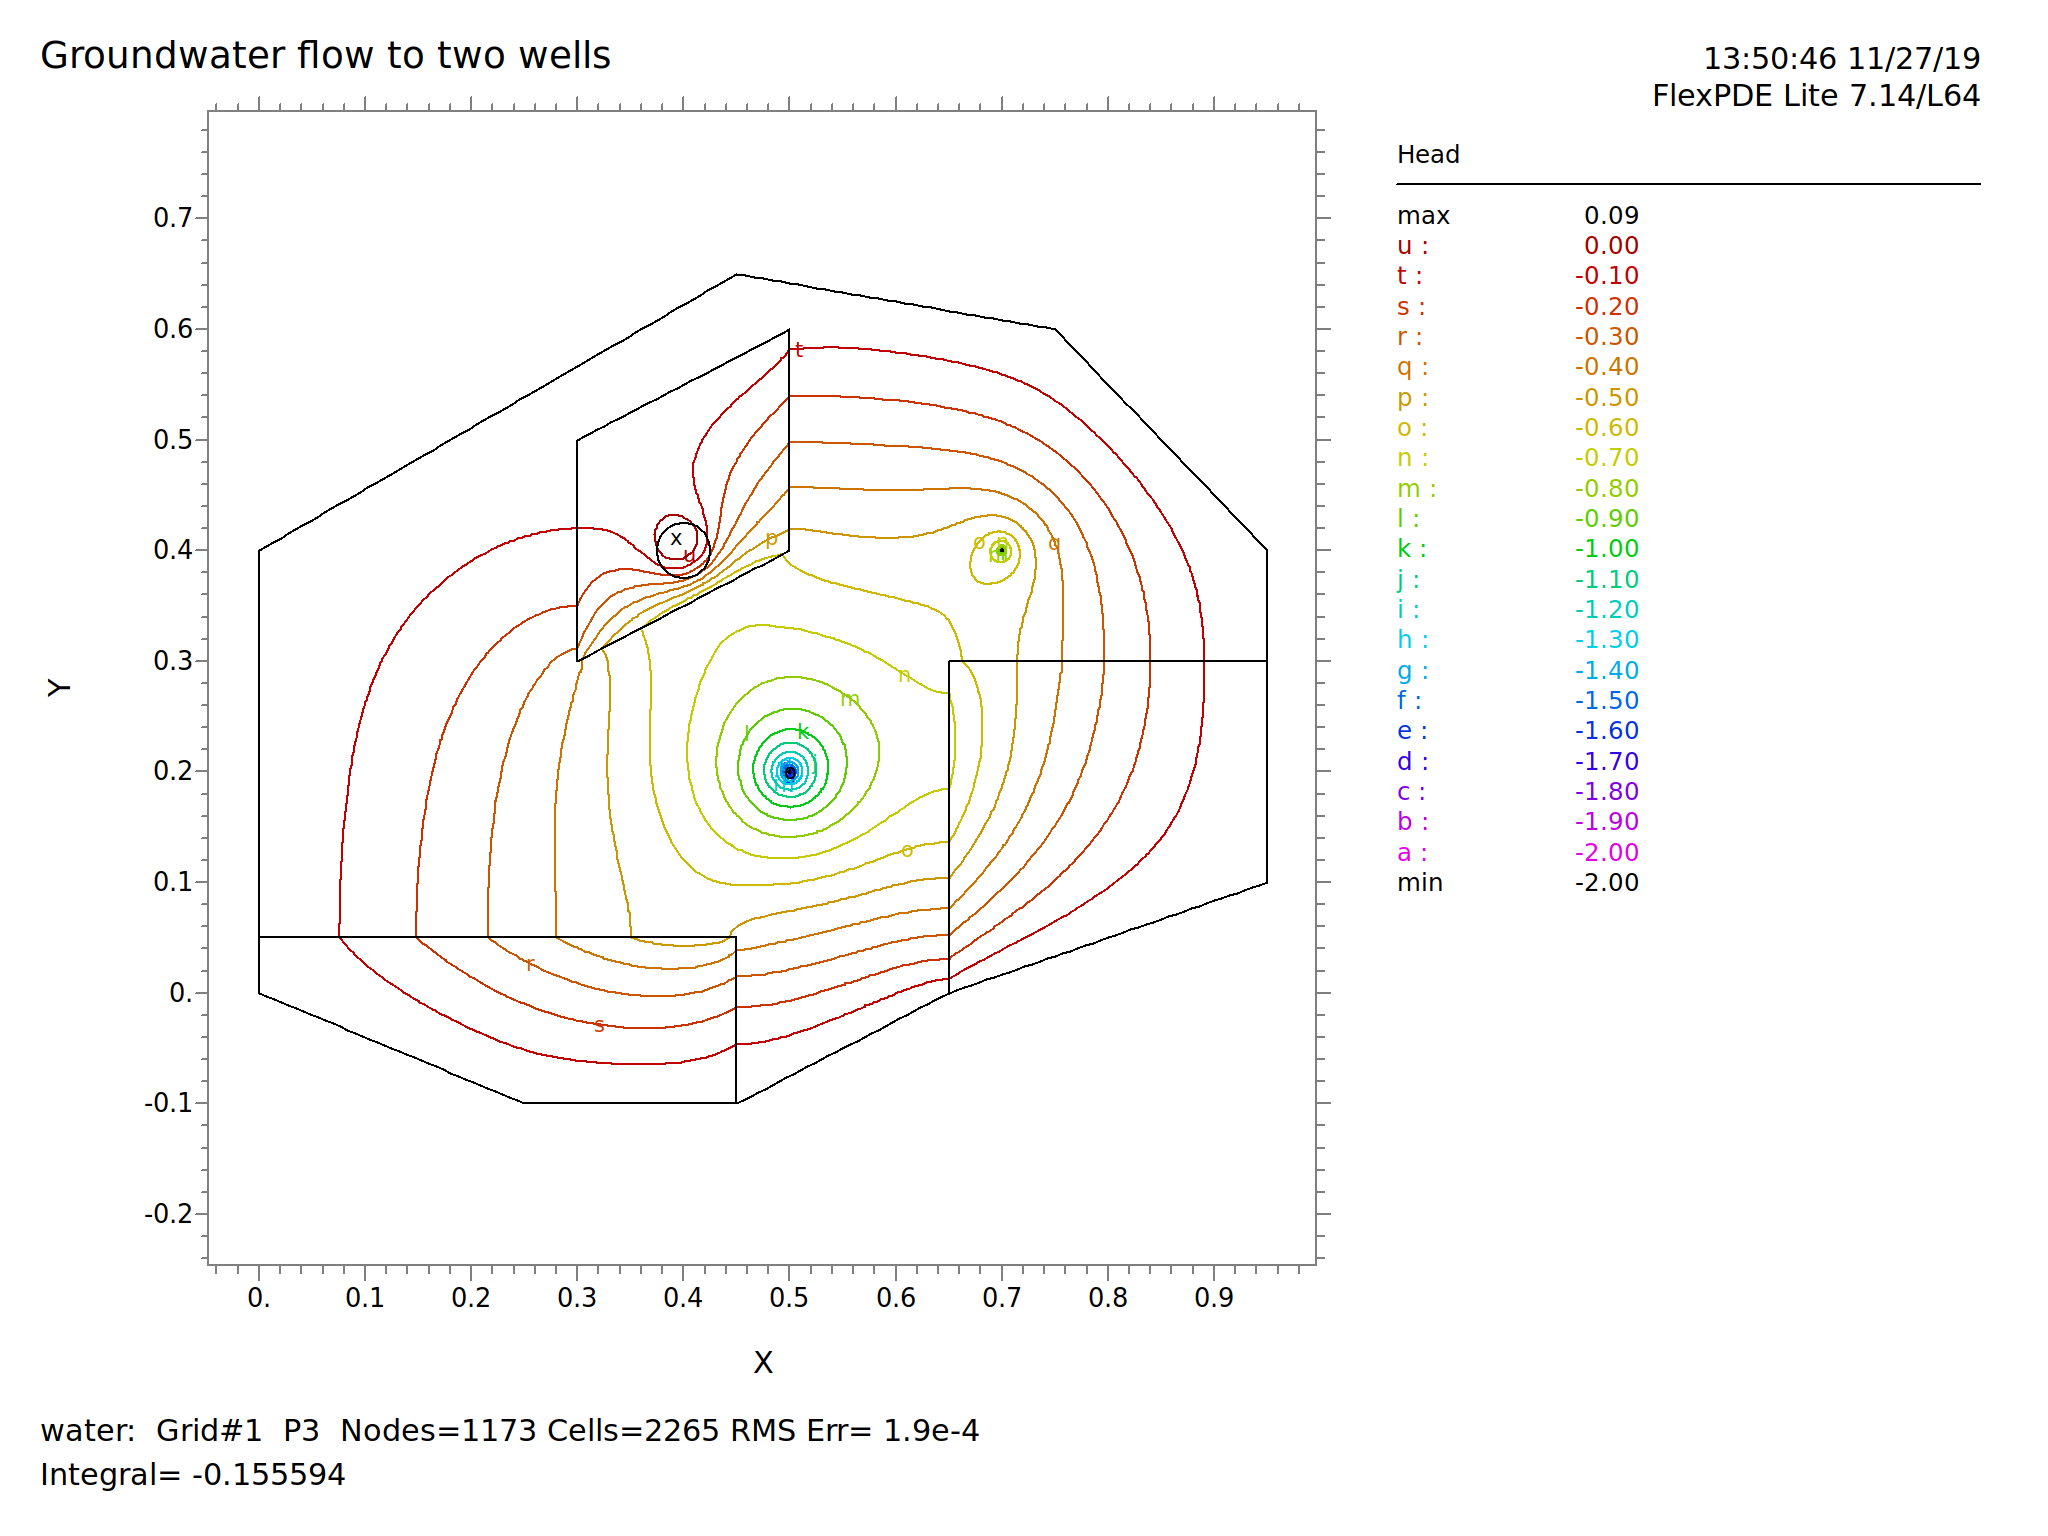 Groundwater flow to two wells
13:50:46 11/27/19
FlexPDE Lite 7.14/L64
Head
max 0.09
u : 0.00
t : -0.10
s : -0.20
r : -0.30
q : -0.40
p : -0.50
o : -0.60
n : -0.70
m : -0.80
l : -0.90
k : -1.00
j : -1.10
i : -1.20
h : -1.30
g : -1.40
f : -1.50
e : -1.60
d : -1.70
c : -1.80
b : -1.90
a : -2.00
min -2.00
0.7
0.6
0.5
0.4
0.3
0.2
0.1
0.
-0.1
-0.2
Y
t
x
u
p
o
q
n
m
l
k
o
r
s
0. 0.1 0.2 0.3 0.4 0.5 0.6 0.7 0.8 0.9
X
water: Grid#1 P3 Nodes=1173 Cells=2265 RMS Err= 1.9e-4
Integral= -0.155594